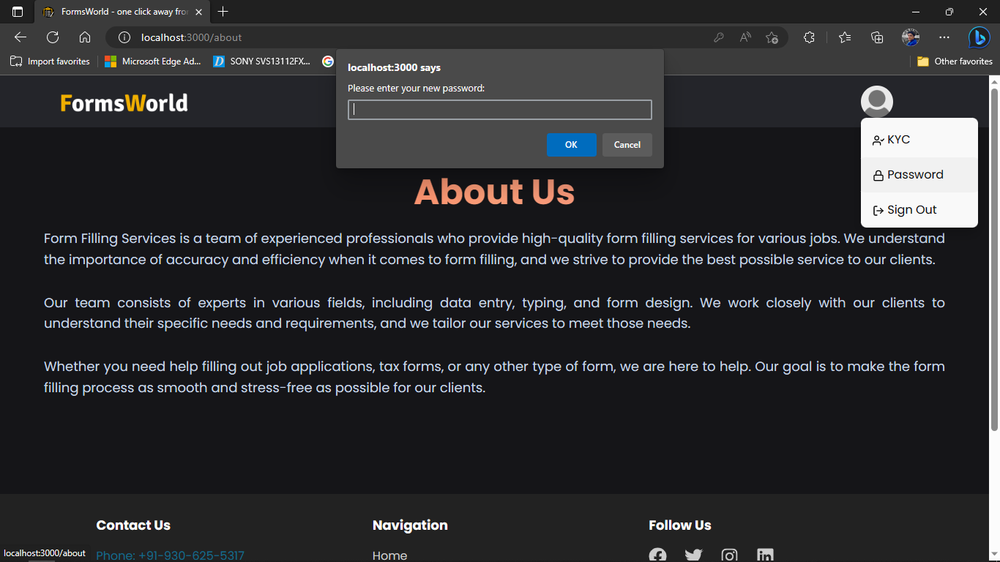 FormsWorld - one click away fro
localhost:3000/about
Import favorites
Microsoft Edge Ad...
SONY SVS13112FX...
Other favorites
localhost:3000 says
Please enter your new password:
OK
Cancel
FormsWorld
KYC
Password
Sign Out
About Us
Form Filling Services is a team of experienced professionals who provide high-quality form filling services for various jobs. We understand
the importance of accuracy and efficiency when it comes to form filling, and we strive to provide the best possible service to our clients.
Our team consists of experts in various fields, including data entry, typing, and form design. We work closely with our clients to
understand their specific needs and requirements, and we tailor our services to meet those needs.
Whether you need help filling out job applications, tax forms, or any other type of form, we are here to help. Our goal is to make the form
filling process as smooth and stress-free as possible for our clients.
Contact Us
Navigation
Follow Us
localhost:3000/about
Phone: +91-930-625-5317
Home